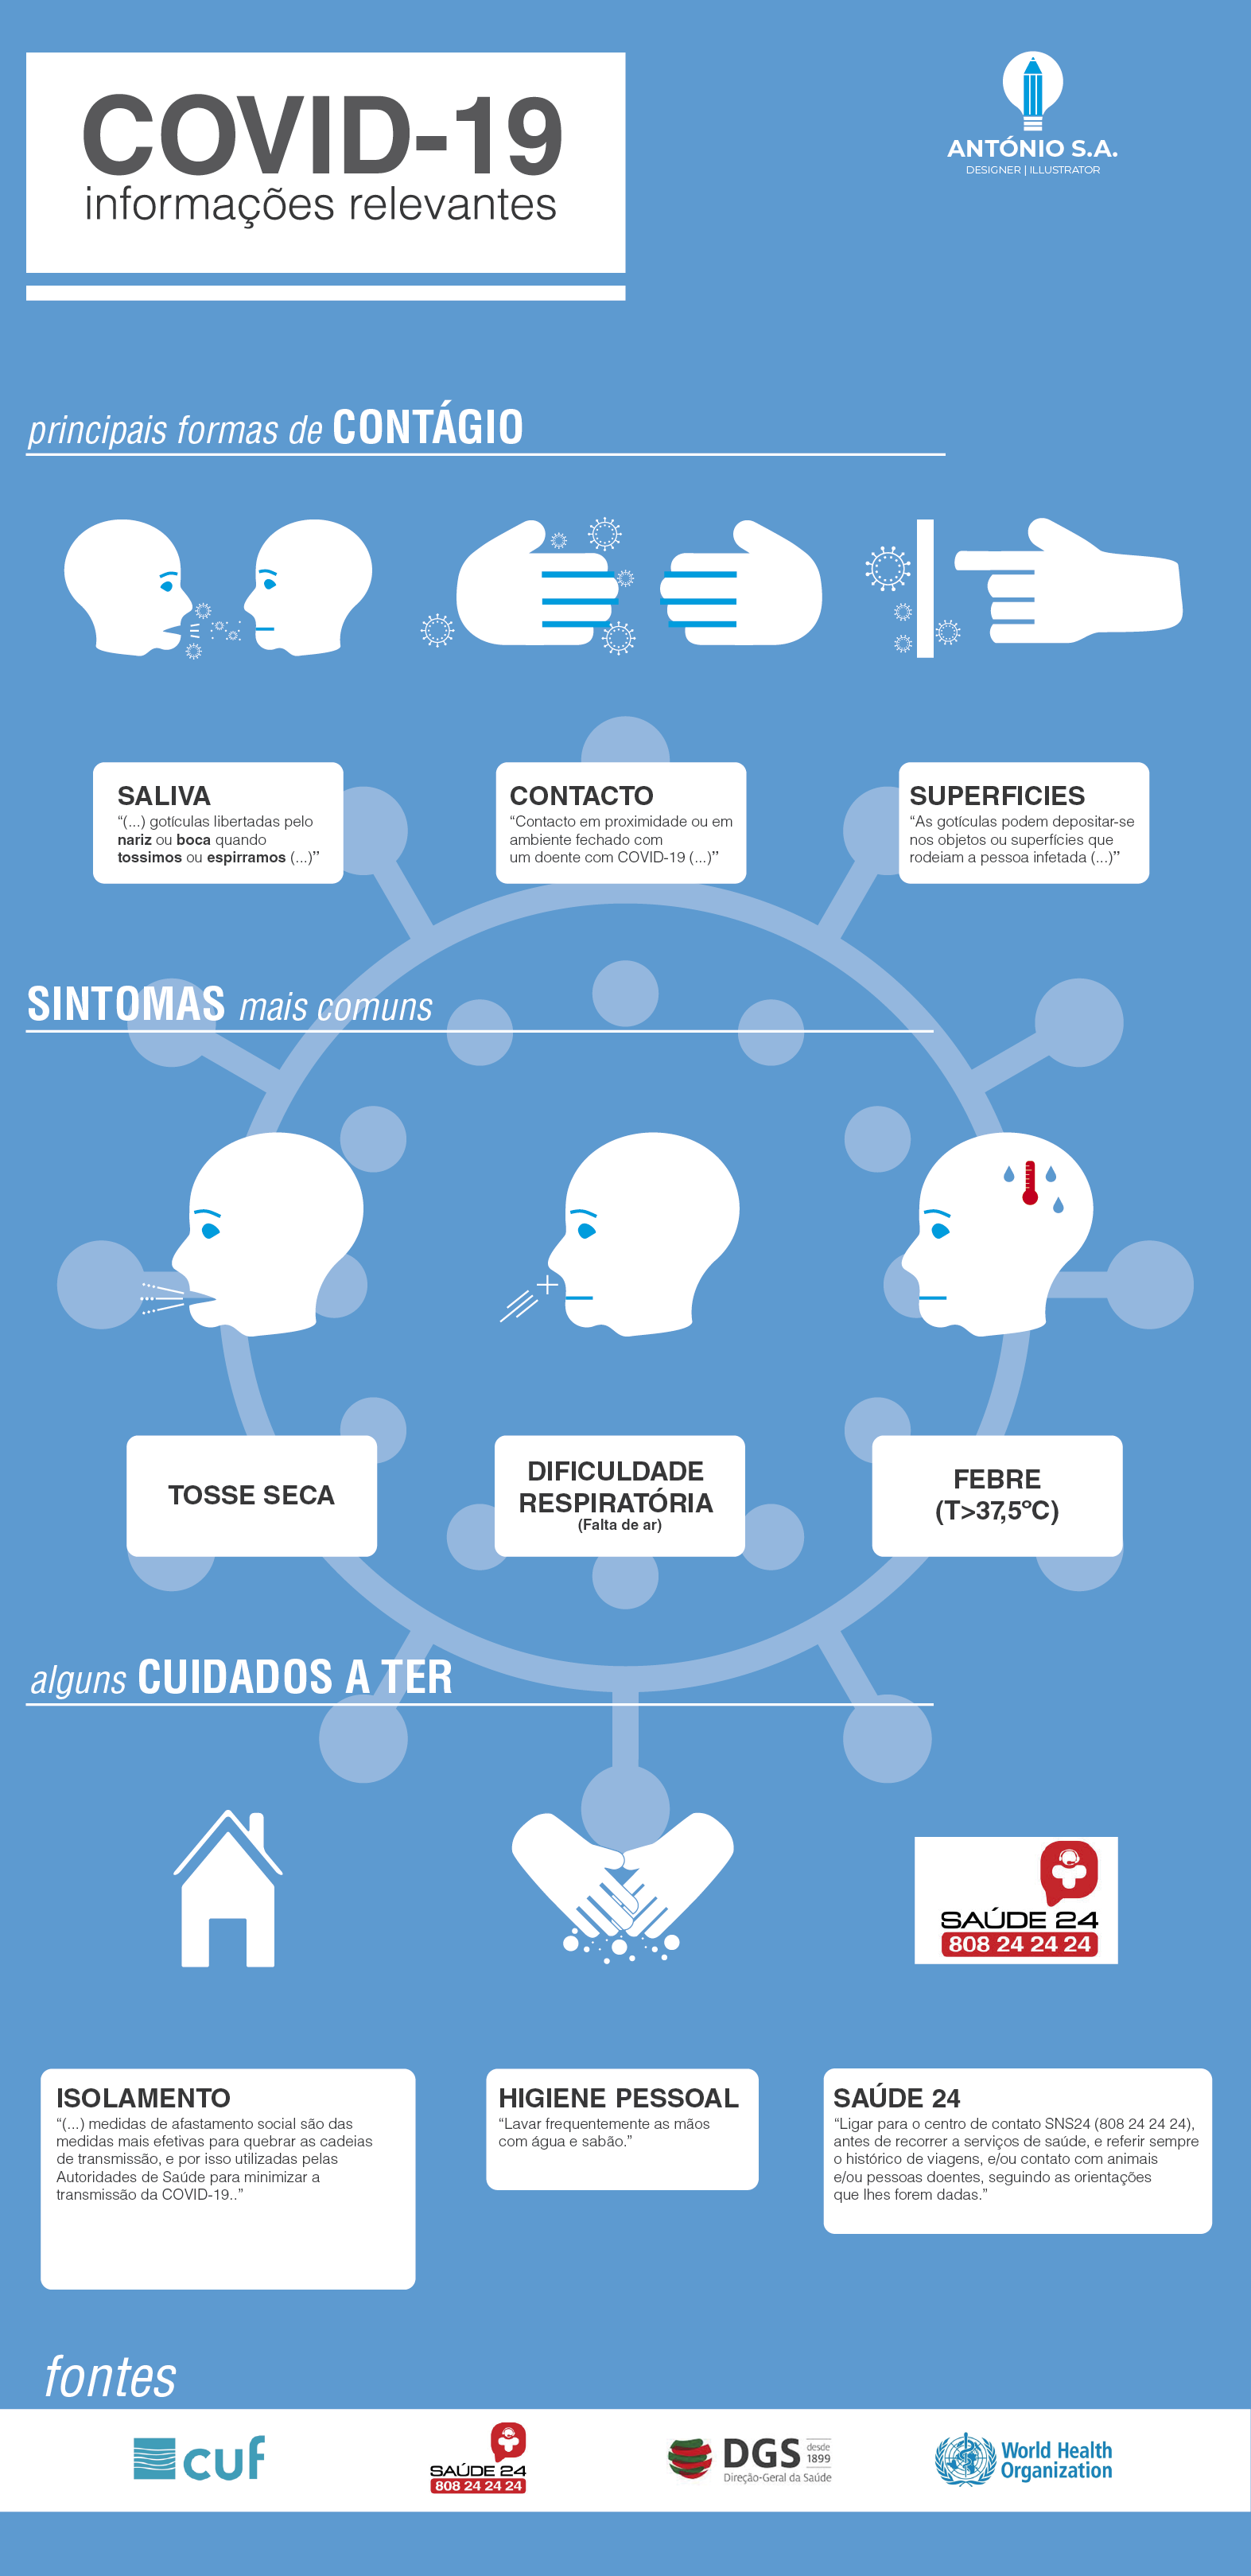 COVID-19
informações relevantes
ANTÓNIO S.A.
DESIGNER | ILLUSTRATOR
principais formas de CONTÁGIO
SALIVA
“(...) gotículas libertadas pelo
nariz ou boca quando
tossimos ou espirramos (...)”
CONTACTO
“Contacto em proximidade ou em
ambiente fechado com
um doente com COVID-19 (...)”
SUPERFICIES
“As gotículas podem depositar-se
nos objetos ou superfícies que
rodeiam a pessoa infetada (...)”
SINTOMAS mais comuns
TOSSE SECA
DIFICULDADE
RESPIRATÓRIA
(Falta de ar)
FEBRE
(T>37,5ºC)
alguns CUIDADOS A TER
SAÚDE 24
808 24 24 24
ISOLAMENTO
“(...) medidas de afastamento social são das
medidas mais efetivas para quebrar as cadeias
de transmissão, e por isso utilizadas pelas
Autoridades de Saúde para minimizar a
transmissão da COVID-19..”
HIGIENE PESSOAL
“Lavar frequentemente as mãos
com água e sabão.”
SAÚDE 24
“Ligar para o centro de contato SNS24 (808 24 24 24),
antes de recorrer a serviços de saúde, e referir sempre
o histórico de viagens, e/ou contato com animais
e/ou pessoas doentes, seguindo as orientações
que lhes forem dadas.”
fontes
cuf
SAÚDE 24
808 24 24 24
DGS desde
1899
Direção-Geral da Saúde
World Health
Organization